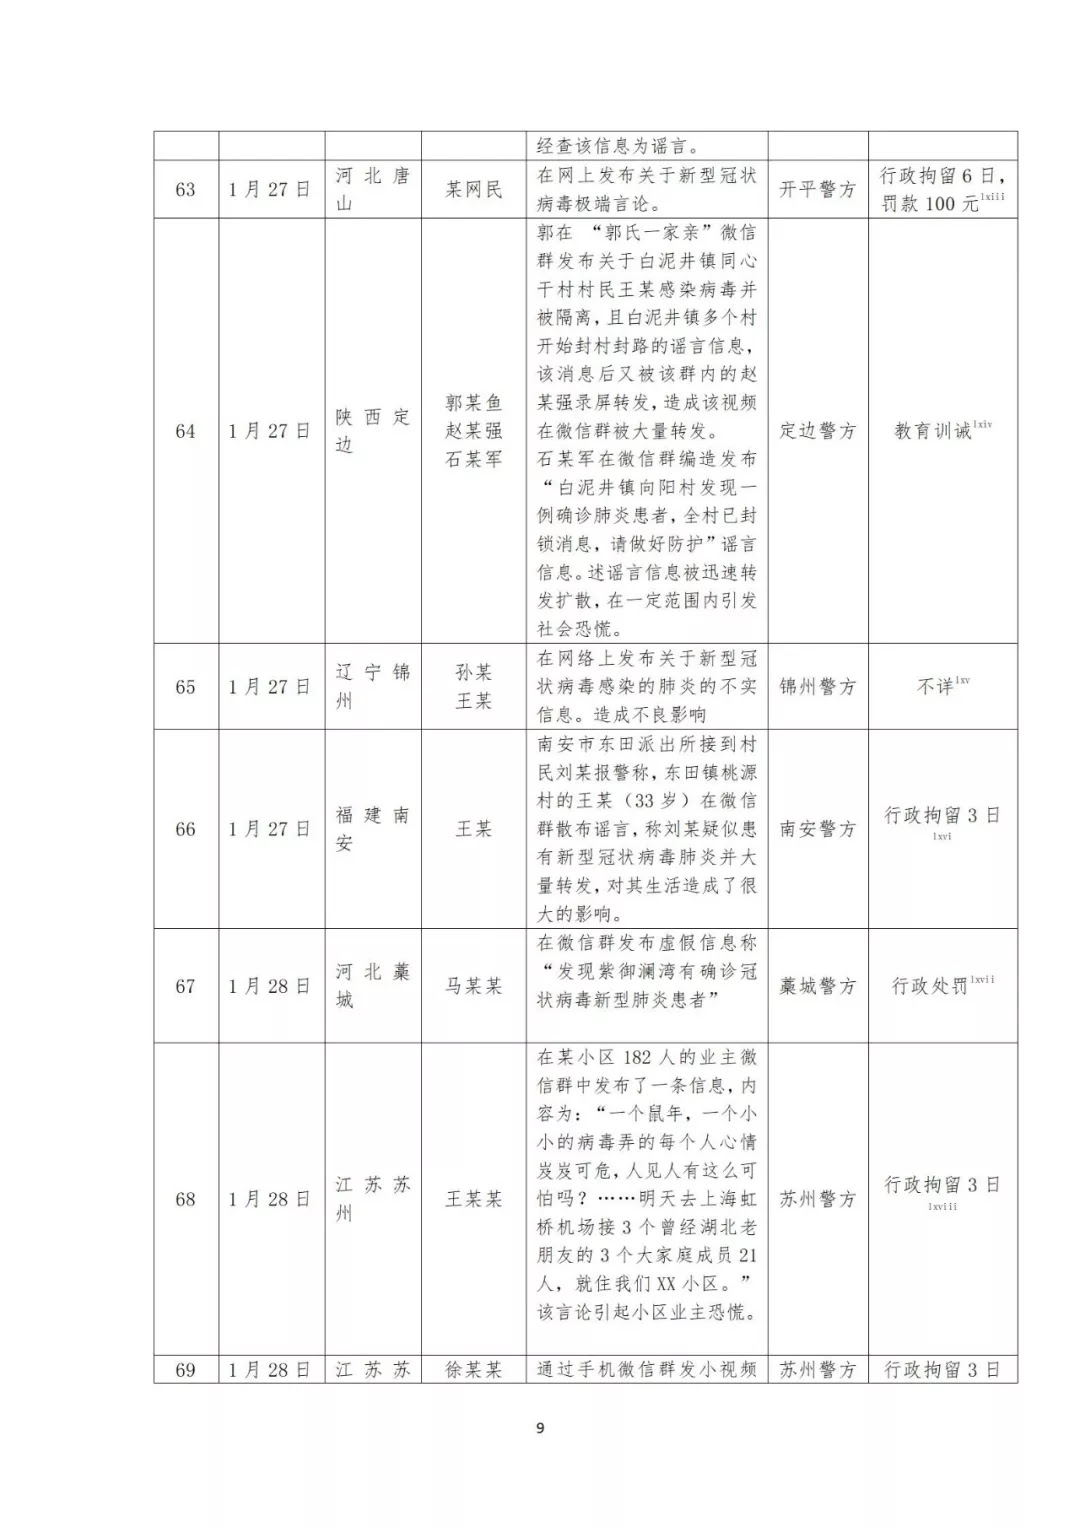 经查该信息为谣言。
63
1月27日
河北唐
山
某网民
在网上发布关于新型冠状
病毒极端言论。
开平警方
行政拘留6日，
罚款100元lxiii
64
1月27日
陕西定
边
郭某鱼
赵某强
石某军
郭在 “郭氏一家亲”微信
群发布关于白泥井镇同心
干村村民王某感染病毒并
被隔离，且白泥井镇多个村
开始封村封路的谣言信息，
该消息后又被该群内的赵
某强录屏转发，造成该视频
在微信群被大量转发。
石某军在微信群编造发布
“白泥井镇向阳村发现一
例确诊肺炎患者，全村已封
锁消息，请做好防护”谣言
信息。述谣言信息被迅速转
发扩散，在一定范围内引发
社会恐慌。
定边警方
教育训诫lxiv
65
1月27日
辽宁锦
州
孙某
王某
在网络上发布关于新型冠
状病毒感染的肺炎的不实
信息。造成不良影响
锦州警方
不详lxv
66
1月27日
福建南
安
王某
南安市东田派出所接到村
民刘某报警称，东田镇桃源
村的王某（33岁）在微信
群散布谣言，称刘某疑似患
有新型冠状病毒肺炎并大
量转发，对其生活造成了很
大的影响。
南安警方
行政拘留3日
lxvi
67
1月28日
河北藁
城
马某某
在微信群发布虚假信息称
“发现紫御澜湾有确诊冠
状病毒新型肺炎患者”
藁城警方
行政处罚lxvii
68
1月28日
江苏苏
州
王某某
在某小区182人的业主微
信群中发布了一条信息，内
容为：“一个鼠年，一个小
小的病毒弄的每个人心情
岌岌可危，人见人有这么可
怕吗？……明天去上海虹
桥机场接3个曾经湖北老
朋友的3个大家庭成员21
人，就住我们XX小区。”
该言论引起小区业主恐慌。
苏州警方
行政拘留3日
lxviii
69
1月28日
江苏苏
徐某某
通过手机微信群发小视频
苏州警方
行政拘留3日
9